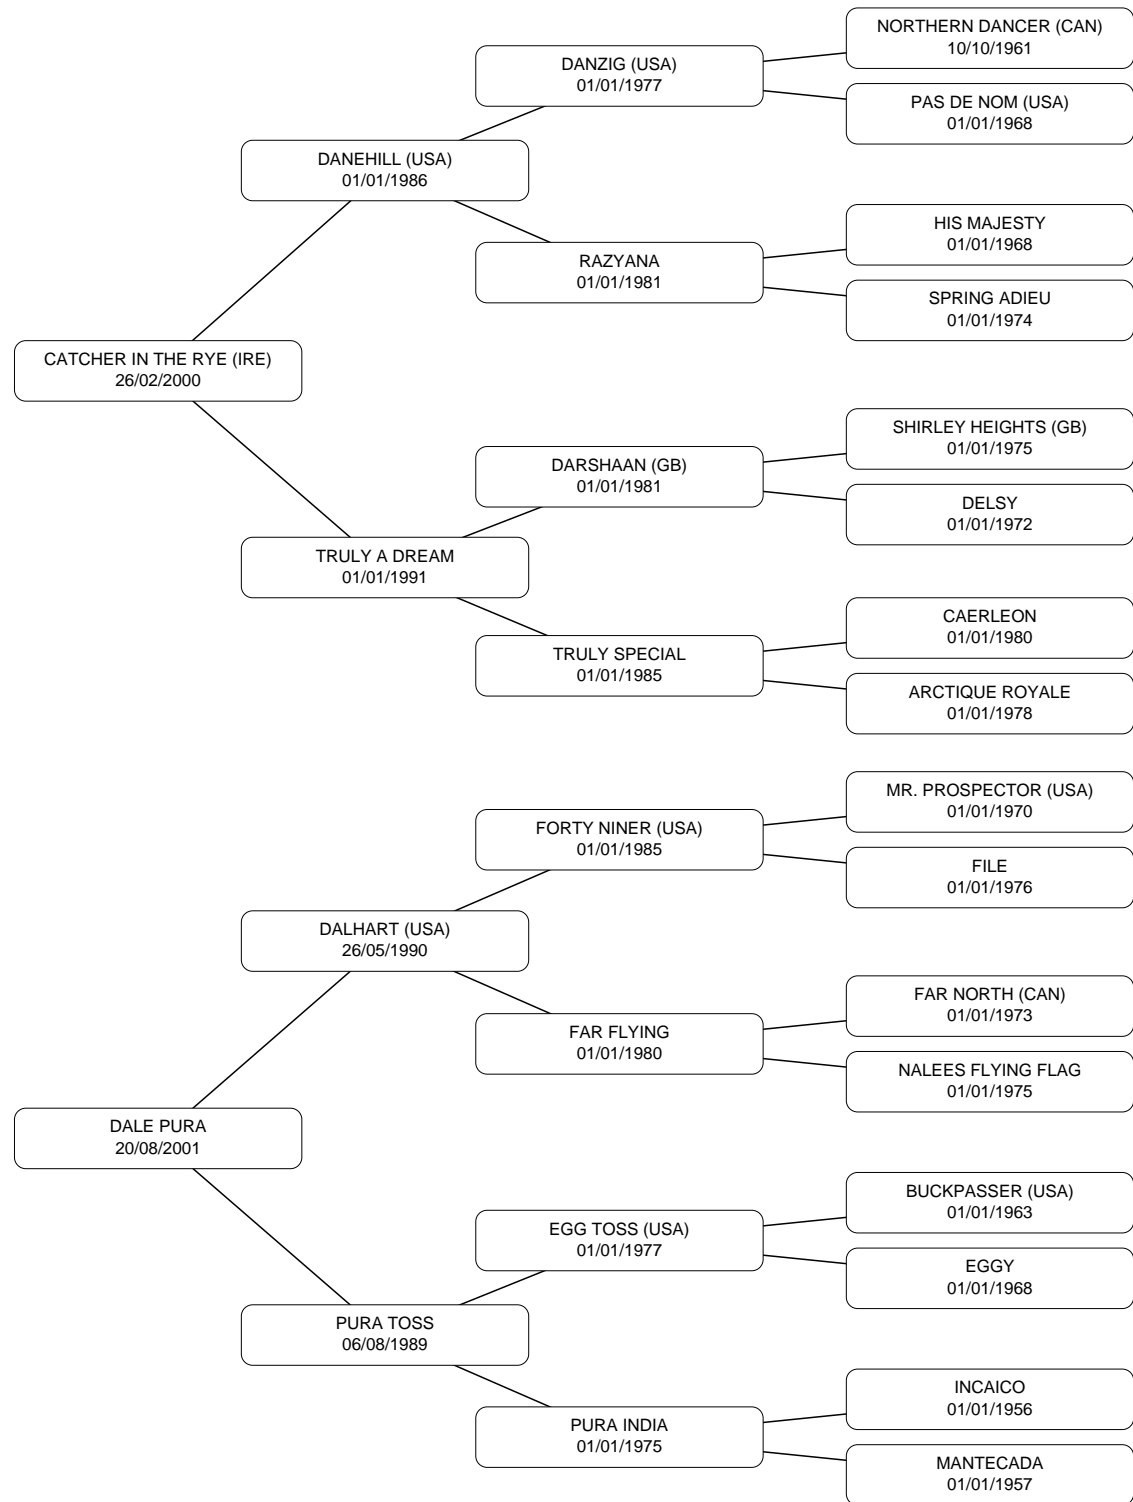 NORTHERN DANCER (CAN)
10/10/1961
DANZIG (USA)
01/01/1977
PAS DE NOM (USA)
01/01/1968
DANEHILL (USA)
01/01/1986
HIS MAJESTY
01/01/1968
RAZYANA
01/01/1981
SPRING ADIEU
01/01/1974
CATCHER IN THE RYE (IRE)
26/02/2000
SHIRLEY HEIGHTS (GB)
01/01/1975
DARSHAAN (GB)
01/01/1981
DELSY
01/01/1972
TRULY A DREAM
01/01/1991
CAERLEON
01/01/1980
TRULY SPECIAL
01/01/1985
ARCTIQUE ROYALE
01/01/1978
MR. PROSPECTOR (USA)
01/01/1970
FORTY NINER (USA)
01/01/1985
FILE
01/01/1976
DALHART (USA)
26/05/1990
FAR NORTH (CAN)
01/01/1973
FAR FLYING
01/01/1980
NALEES FLYING FLAG
01/01/1975
DALE PURA
20/08/2001
BUCKPASSER (USA)
01/01/1963
EGG TOSS (USA)
01/01/1977
EGGY
01/01/1968
PURA TOSS
06/08/1989
INCAICO
01/01/1956
PURA INDIA
01/01/1975
MANTECADA
01/01/1957